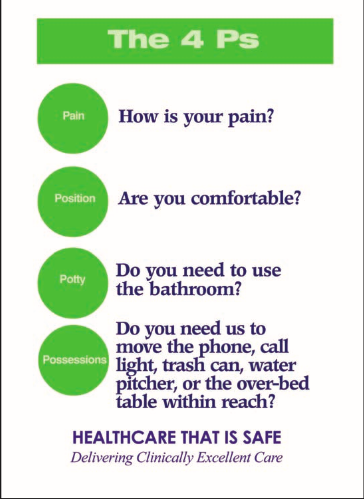 The 4 Ps
Pain
How is your pain?
Position
Are you comfortable?
Potty
Do you need to use
the bathroom?
Possessions
Do you need us to
move the phone, call
light, trash can, water
pitcher, or the over-bed
table within reach?
HEALTHCARE THAT IS SAFE
Delivering Clinically Excellent Care